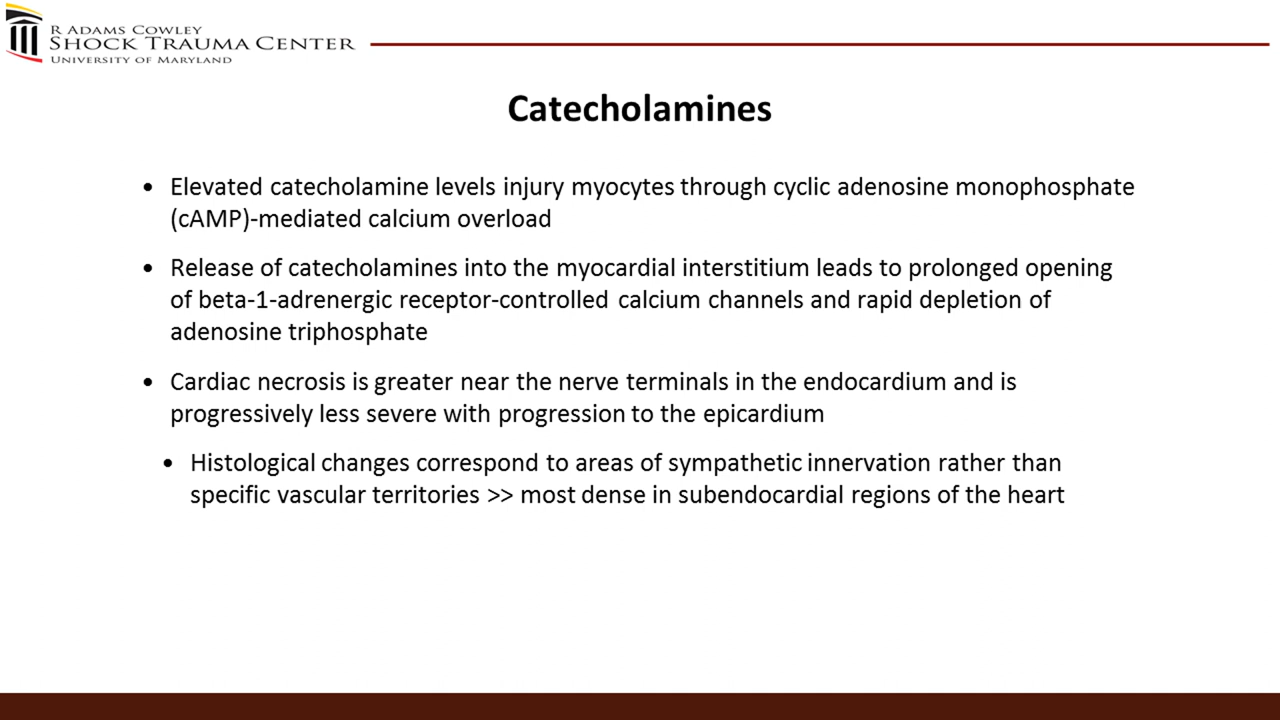 R ADAMS COWLEY
SHOCK TRAUMA CENTER
UNIVERSITY OF MARYLAND
Catecholamines
• Elevated catecholamine levels injury myocytes through cyclic adenosine monophosphate
(cAMP)-mediated calcium overload
• Release of catecholamines into the myocardial interstitium leads to prolonged opening
of beta-1-adrenergic receptor-controlled calcium channels and rapid depletion of
adenosine triphosphate
• Cardiac necrosis is greater near the nerve terminals in the endocardium and is
progressively less severe with progression to the epicardium
• Histological changes correspond to areas of sympathetic innervation rather than
specific vascular territories >> most dense in subendocardial regions of the heart